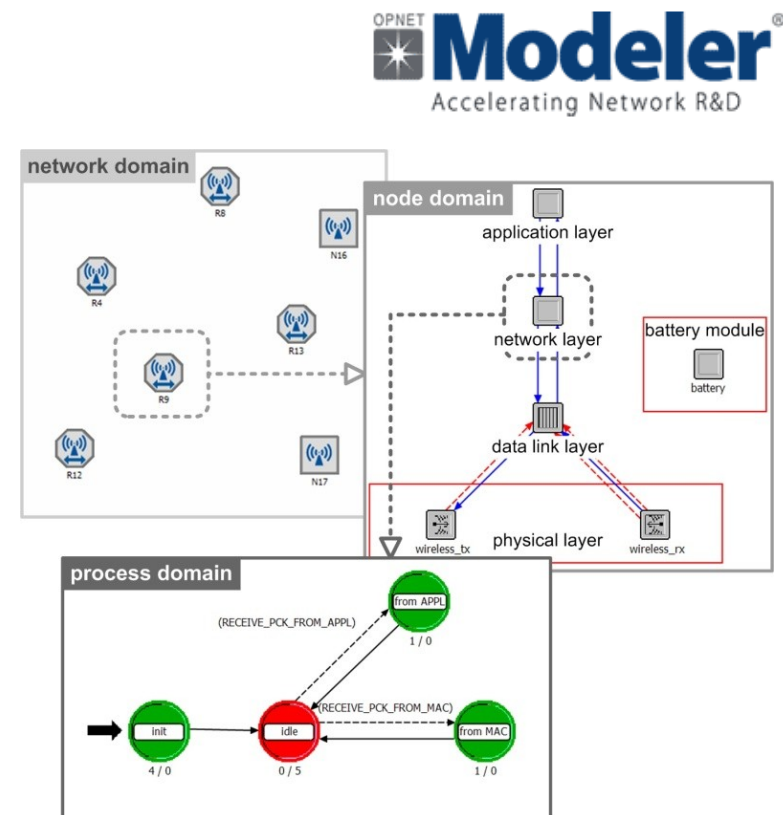 OPNET
Modeler®
Accelerating Network R&D
network domain
R8
N16
R4
R13
R9
R12
N17
node domain
application layer
network layer
battery module
battery
data link layer
physical layer
wireless_tx
wireless_rx
process domain
from APPL
(RECEIVE_PCK_FROM_APPL)
1 / 0
(RECEIVE_PCK_FROM_MAC)
init
idle
from MAC
4 / 0
0 / 5
1 / 0